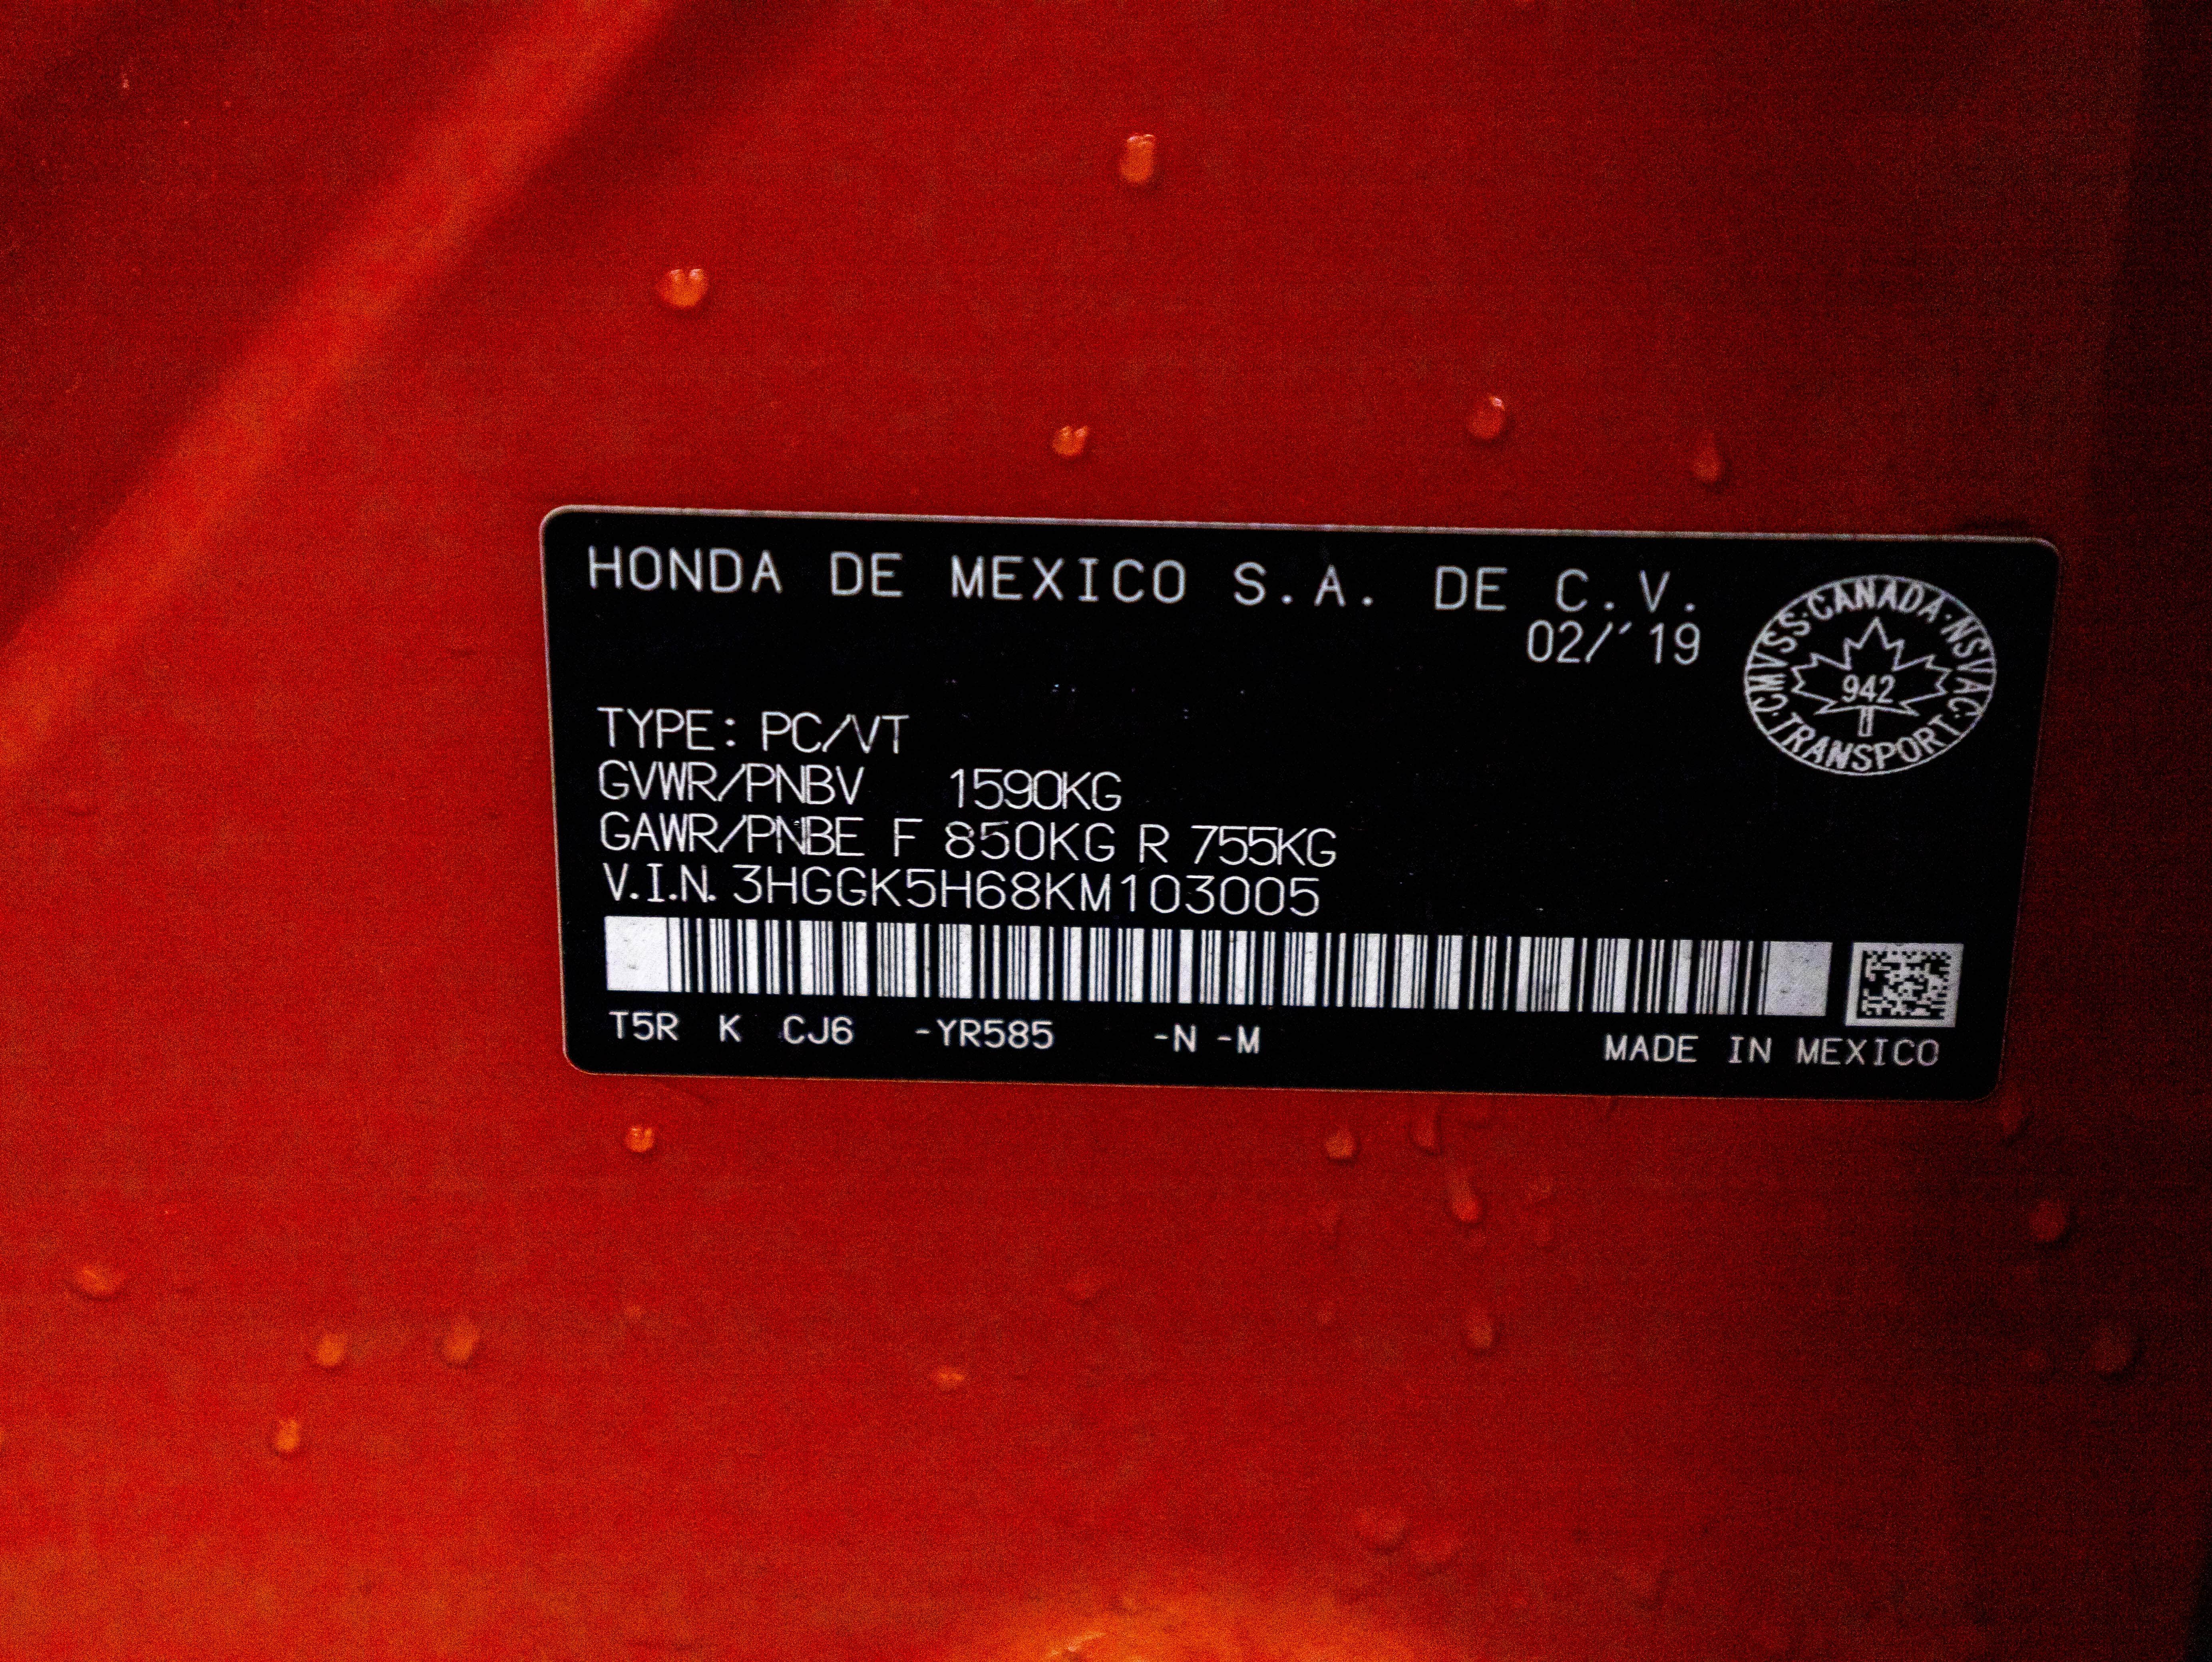 HONDA DE MEXICO S.A. DE C.V.
02/'19
CMVSS·CANADA·NSVAC·TRANSPORT·
942
TYPE: PC/VT
GVWR/PNBV 1590KG
GAWR/PNBE F 850KG R 755KG
V.I.N. 3HGGK5H68KM103005
T5R K CJ6 -YR585 -N -M
MADE IN MEXICO